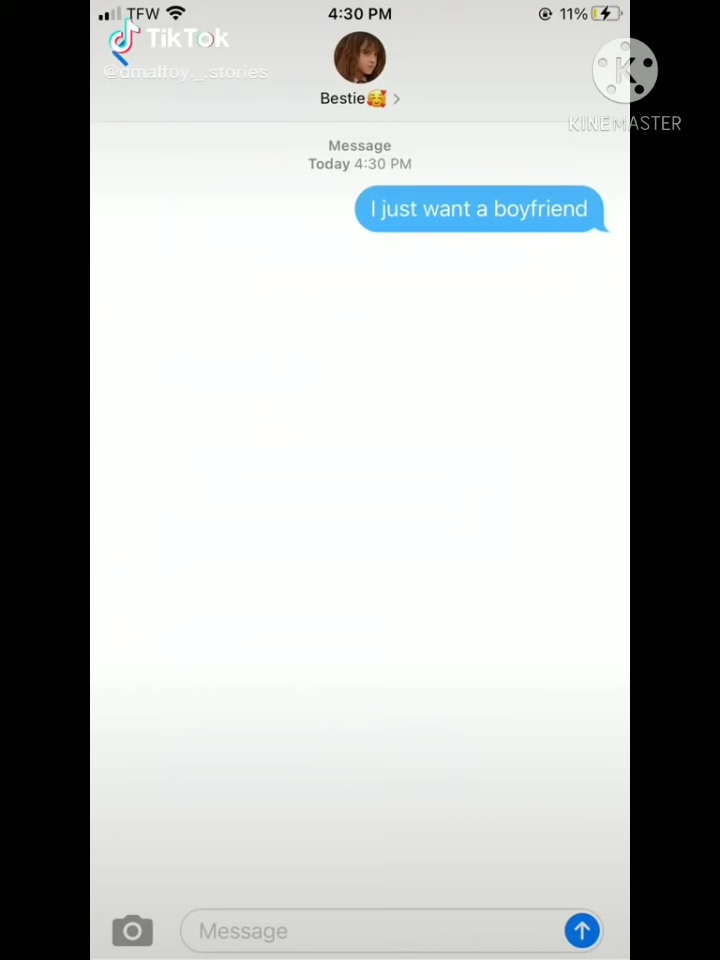 TFW 4:30 PM 11%
TikTok
@dmalfoy._.stories
K
KINEMASTER
Bestie🥰 >
Message
Today 4:30 PM
I just want a boyfriend
Message